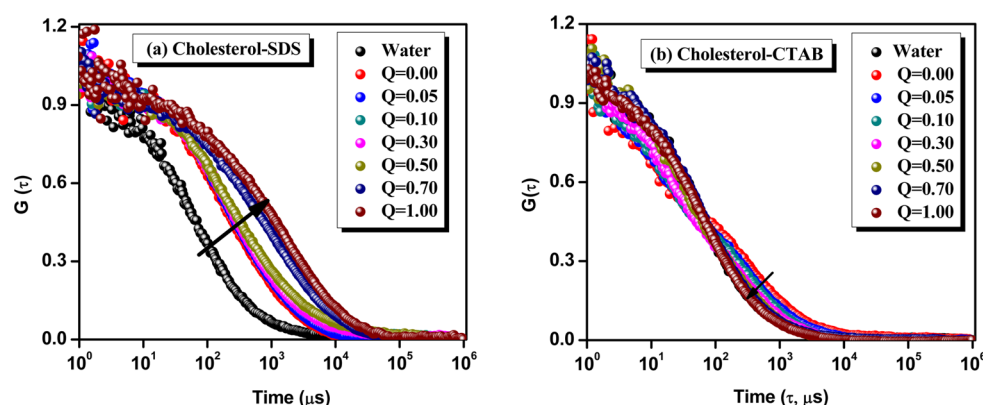 (a) Cholesterol-SDS
Water
Q=0.00
Q=0.05
Q=0.10
Q=0.30
Q=0.50
Q=0.70
Q=1.00
G (τ)
1.2
0.9
0.6
0.3
0.0
10⁰ 10¹ 10² 10³ 10⁴ 10⁵ 10⁶
Time (μs)
(b) Cholesterol-CTAB
Water
Q=0.00
Q=0.05
Q=0.10
Q=0.30
Q=0.50
Q=0.70
Q=1.00
G(τ)
1.2
0.9
0.6
0.3
0.0
10⁰ 10¹ 10² 10³ 10⁴ 10⁵ 10⁶
Time (τ, μs)